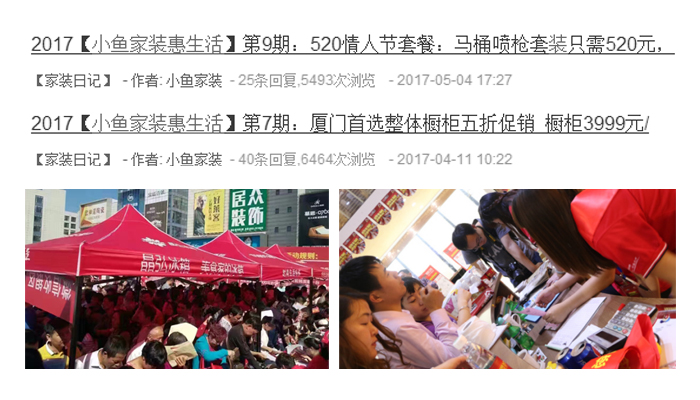 2017【小鱼家装惠生活】第9期：520情人节套餐：马桶喷枪套装只需520元，
【家装日记】 - 作者: 小鱼家装 - 25条回复,5493次浏览 - 2017-05-04 17:27
2017【小鱼家装惠生活】第7期：厦门首选整体橱柜五折促销 橱柜3999元/
【家装日记】 - 作者: 小鱼家装 - 40条回复,6464次浏览 - 2017-04-11 10:22
好莱客
居众
装飾